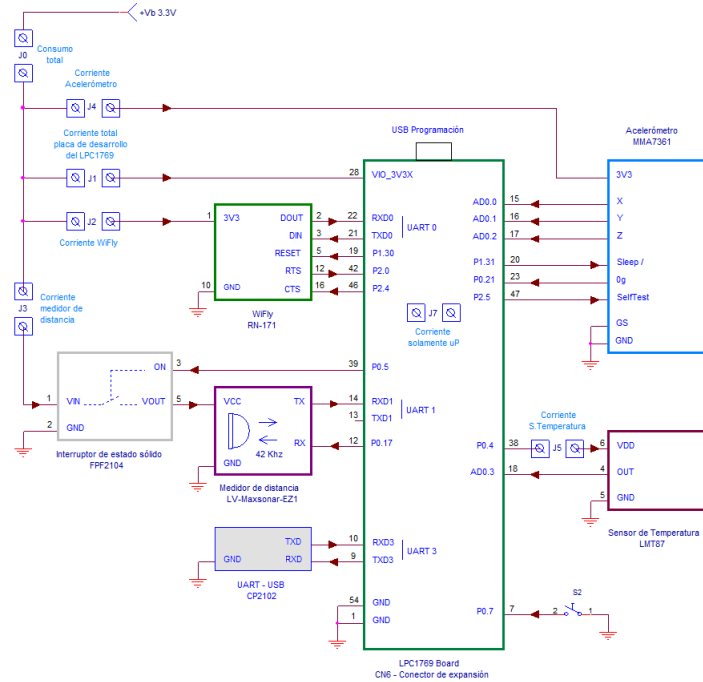 +Vb 3.3V
J0
Consumo
total
Corriente
Acelerómetro
J4
Corriente total
placa de desarrollo
del LPC1769
J1
J2
Corriente WiFly
J3
Corriente
medidor de
distancia
USB Programación
28 VIO_3V3X
22 RXD0
21 TXD0
UART 0
19 P1.30
42 P2.0
46 P2.4
J7
Corriente
solamente uP
39 P0.5
14 RXD1
13 TXD1
UART 1
12 P0.17
10 RXD3
9 TXD3
UART 3
54 GND
1 GND
AD0.0 15
AD0.1 16
AD0.2 17
P1.31 20
P0.21 23
P2.5 47
P0.4 38
AD0.3 18
P0.7 7
LPC1769 Board
CN6 - Conector de expansión
1 3V3
DOUT 2
DIN 3
RESET 5
RTS 12
CTS 16
10 GND
WiFly
RN-171
ON 3
1 VIN
VOUT 5
2 GND
Interruptor de estado sólido
FPF2104
VCC
TX
RX
42 Khz
GND
Medidor de distancia
LV-Maxsonar-EZ1
TXD
GND
RXD
UART - USB
CP2102
Acelerómetro
MMA7361
3V3
X
Y
Z
Sleep /
0g
SelfTest
GS
GND
Corriente
S.Temperatura
J5
6 VDD
4 OUT
5 GND
Sensor de Temperatura
LMT87
S2
2 1